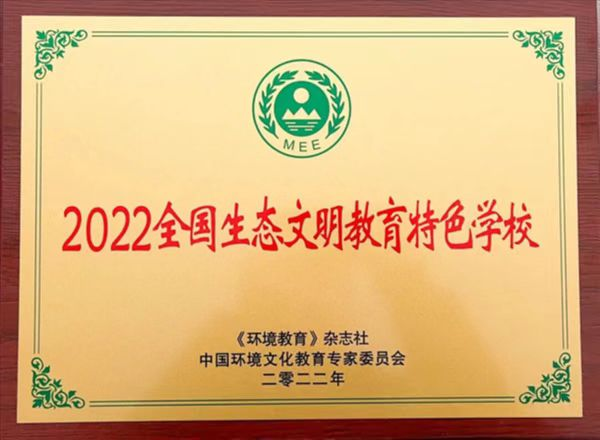 MEE
2022全国生态文明教育特色学校
《环境教育》杂志社
中国环境文化教育专家委员会
二零二二年